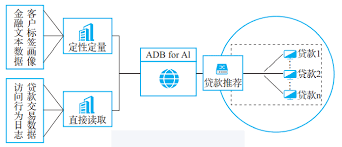 金融文本数据
客户标签画像
定性定量
访问行为日志
贷款交易数据
直接读取
ADB for AI
贷款推荐
贷款1
贷款2
贷款n